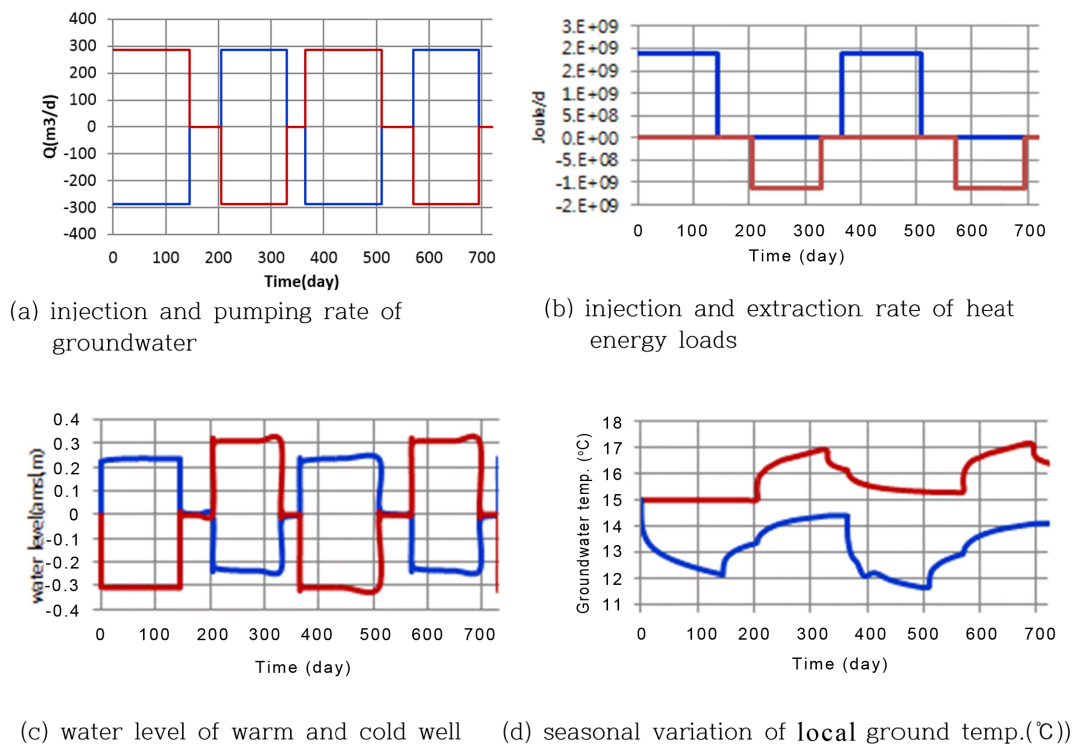 400
300
200
100
0
-100
-200
-300
-400
Q(m3/d)
0 100 200 300 400 500 600 700
Time(day)
(a) injection and pumping rate of
groundwater
3.E+09
2.E+09
2.E+09
1.E+09
5.E+08
0.E+00
-5.E+08
-1.E+09
-2.E+09
Joule/d
0 100 200 300 400 500 600 700
Time (day)
(b) injection and extraction rate of heat
energy loads
0.4
0.3
0.2
0.1
0
-0.1
-0.2
-0.3
-0.4
water level(amsl,m)
0 100 200 300 400 500 600 700
Time (day)
(c) water level of warm and cold well
18
17
16
15
14
13
12
11
Groundwater temp. (°C)
0 100 200 300 400 500 600 700
Time (day)
(d) seasonal variation of local ground temp.(℃))